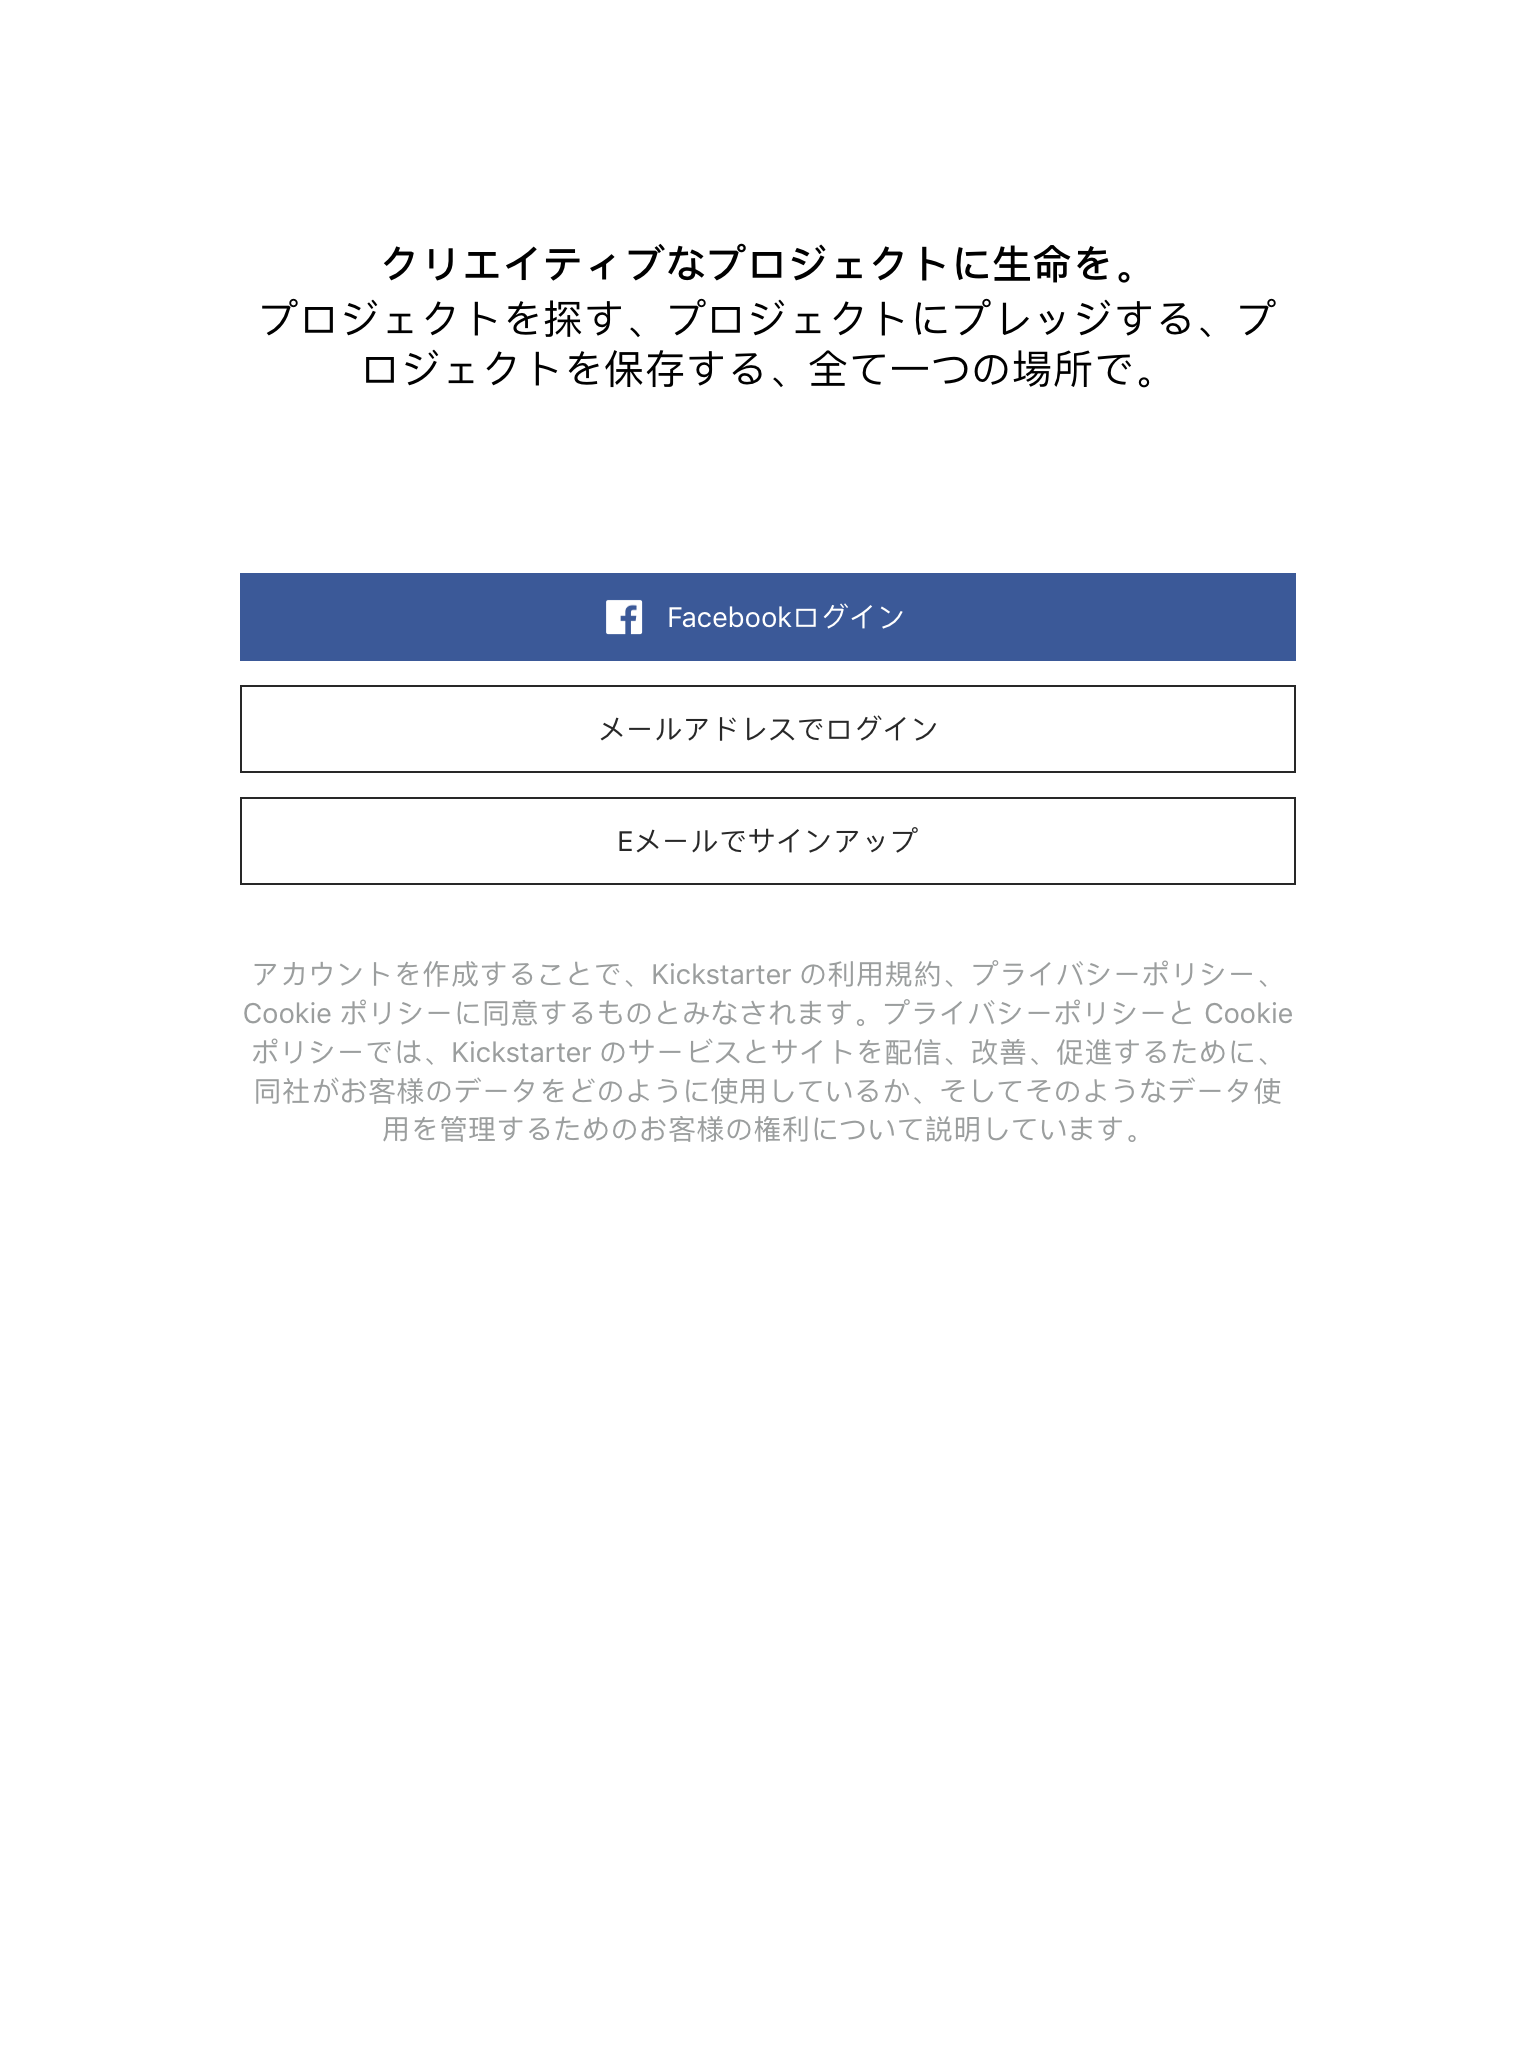 クリエイティブなプロジェクトに生命を。
プロジェクトを探す、プロジェクトにプレッジする、プ
ロジェクトを保存する、全て一つの場所で。
Facebookログイン
メールアドレスでログイン
Eメールでサインアップ
アカウントを作成することで、Kickstarter の利用規約、プライバシーポリシー、
Cookie ポリシーに同意するものとみなされます。プライバシーポリシーと Cookie
ポリシーでは、Kickstarter のサービスとサイトを配信、改善、促進するために、
同社がお客様のデータをどのように使用しているか、そしてそのようなデータ使
用を管理するためのお客様の権利について説明しています。